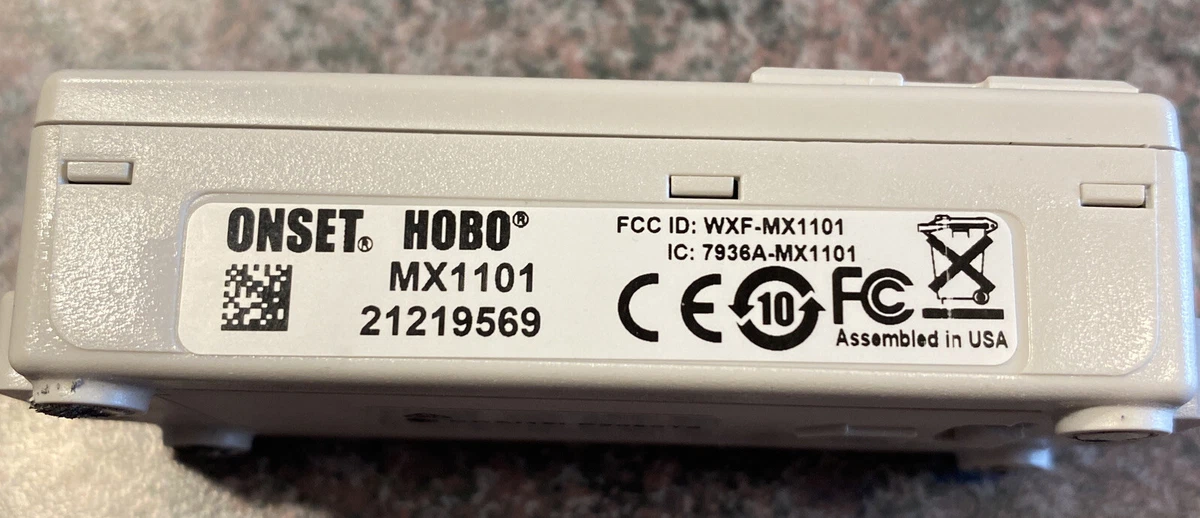 ONSET® HOBO®
MX1101
21219569
FCC ID: WXF-MX1101
IC: 7936A-MX1101
CE 10 FC
Assembled in USA